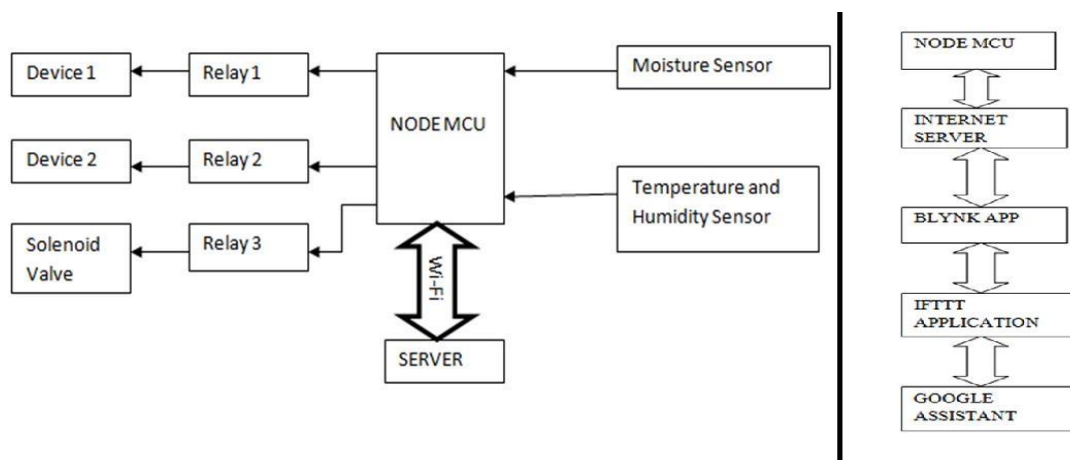 Device 1
Relay 1
NODE MCU
Moisture Sensor
Device 2
Relay 2
Temperature and
Humidity Sensor
Solenoid
Valve
Relay 3
Wi-Fi
SERVER
NODE MCU
INTERNET
SERVER
BLYNK APP
IFTTT
APPLICATION
GOOGLE
ASSISTANT